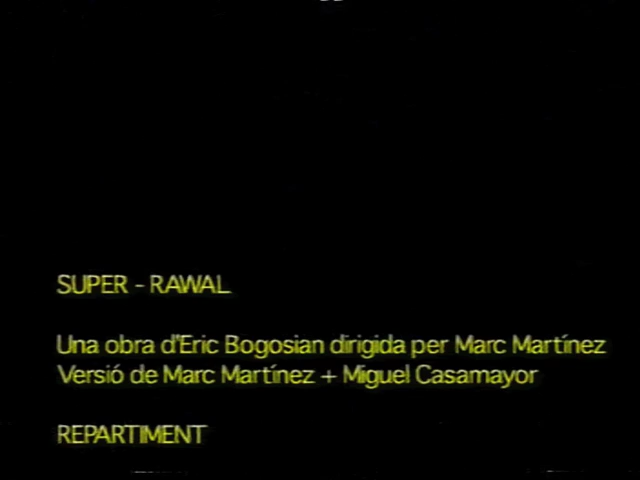 SUPER - RAWAL
Una obra d'Eric Bogosian dirigida per Marc Martínez
Versió de Marc Martínez + Miguel Casamayor
REPARTIMENT